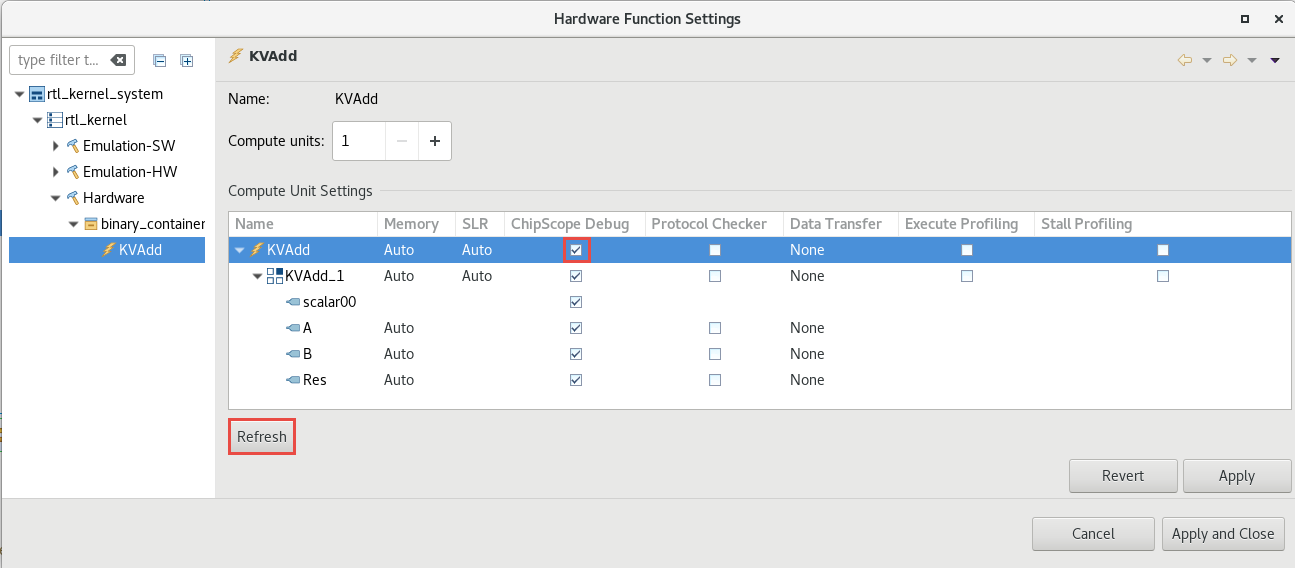 Hardware Function Settings
type filter t...
rtl_kernel_system
rtl_kernel
Emulation-SW
Emulation-HW
Hardware
binary_container
KVAdd
KVAdd
Name: KVAdd
Compute units: 1
Compute Unit Settings
Name Memory SLR ChipScope Debug Protocol Checker Data Transfer Execute Profiling Stall Profiling
KVAdd Auto Auto None
KVAdd_1 Auto Auto None
scalar00
A Auto None
B Auto None
Res Auto None
Refresh
Revert Apply
Cancel Apply and Close